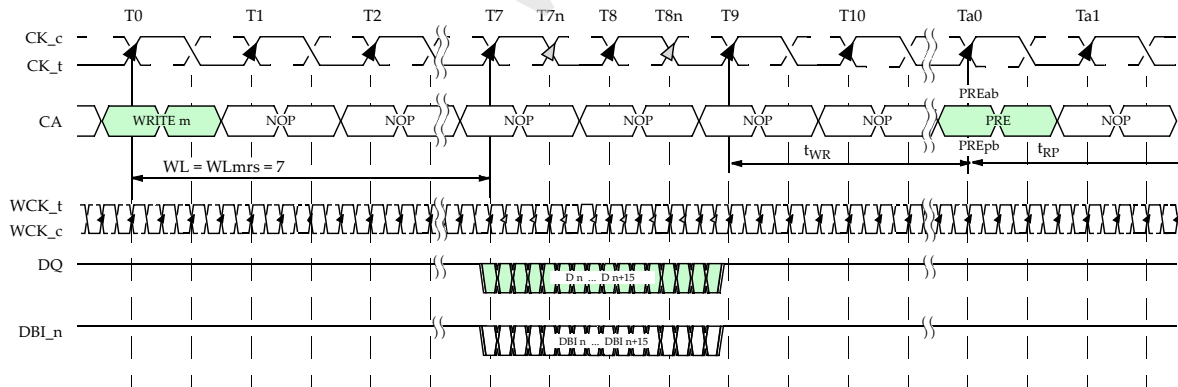 T0 T1 T2 T7 T7n T8 T8n T9 T10 Ta0 Ta1
CK_c
CK_t
PREab
CA WRITE m NOP NOP NOP NOP NOP NOP PRE NOP
PREpb
WL = WLmrs = 7 tWR tRP
WCK_t
WCK_c
DQ D n ... D n+15
DBI_n DBI n ... DBI n+15